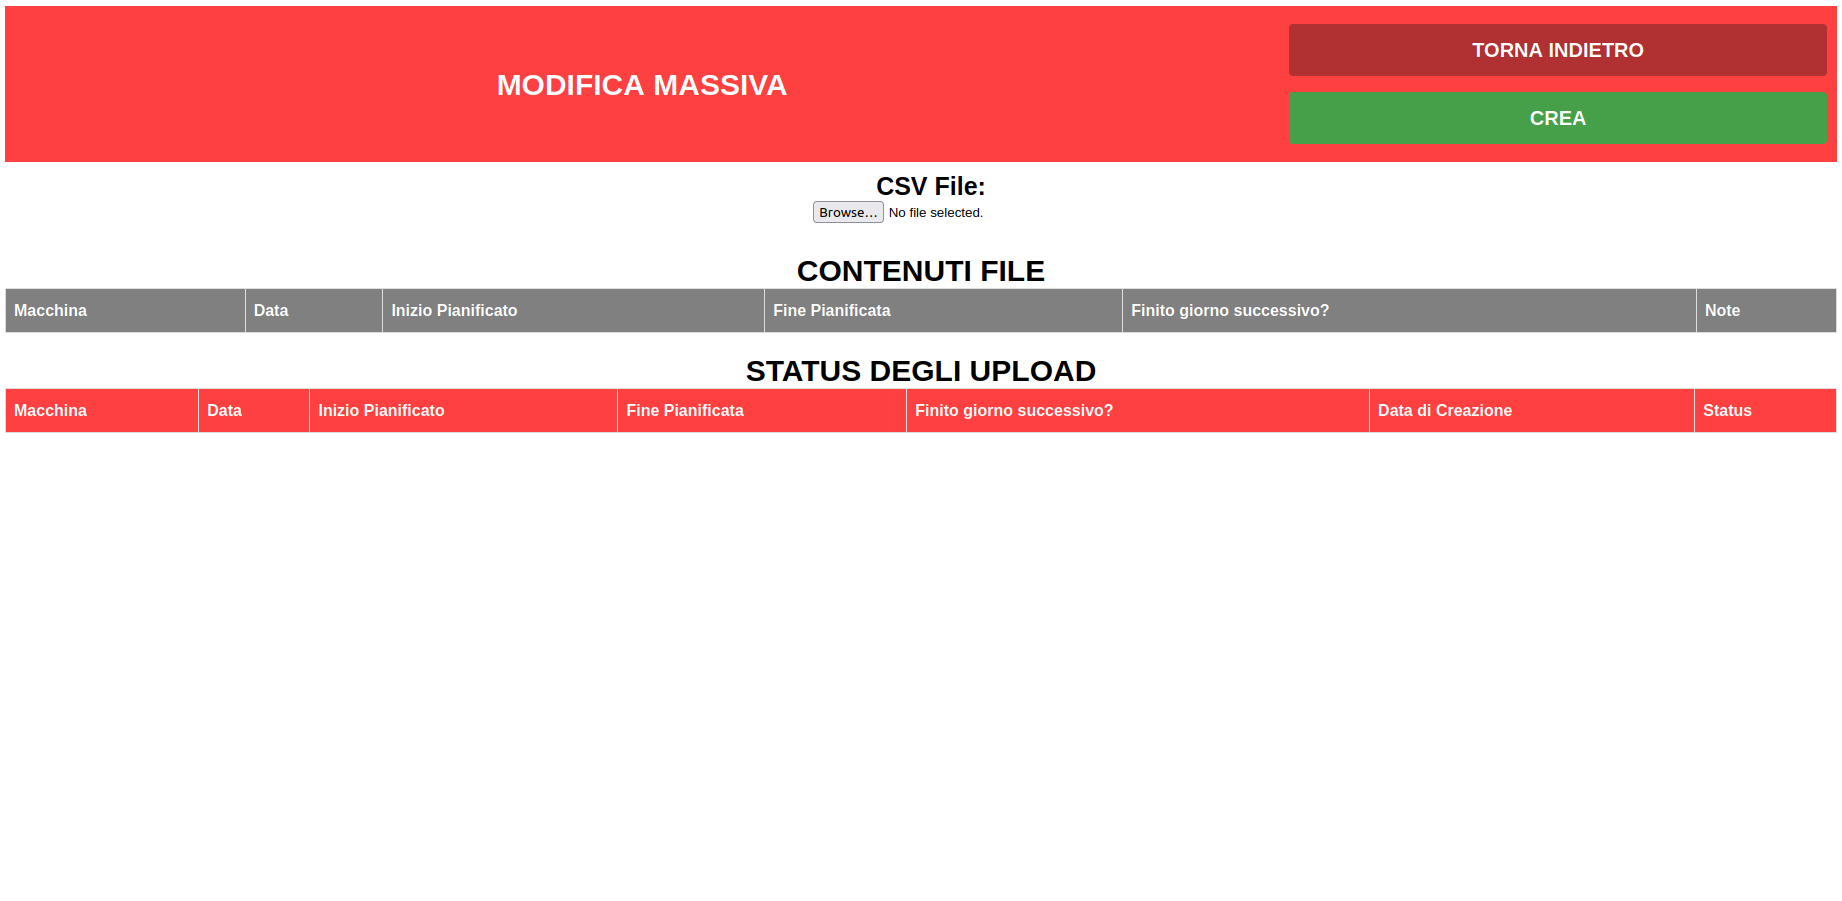 MODIFICA MASSIVA
TORNA INDIETRO
CREA
CSV File:
Browse... No file selected.
CONTENUTI FILE
Macchina Data Inizio Pianificato Fine Pianificata Finito giorno successivo? Note
STATUS DEGLI UPLOAD
Macchina Data Inizio Pianificato Fine Pianificata Finito giorno successivo? Data di Creazione Status